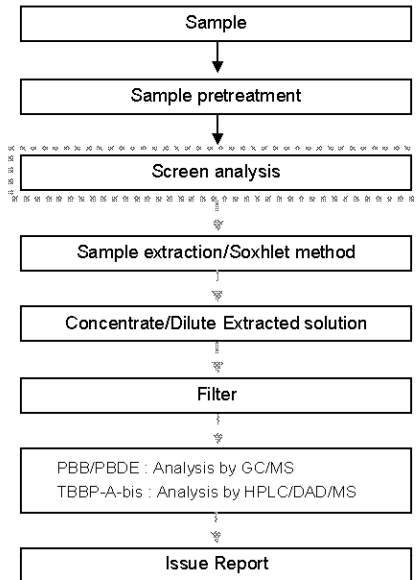 Sample
Sample pretreatment
Screen analysis
Sample extraction/Soxhlet method
Concentrate/Dilute Extracted solution
Filter
PBB/PBDE : Analysis by GC/MS
TBBP-A-bis : Analysis by HPLC/DAD/MS
Issue Report